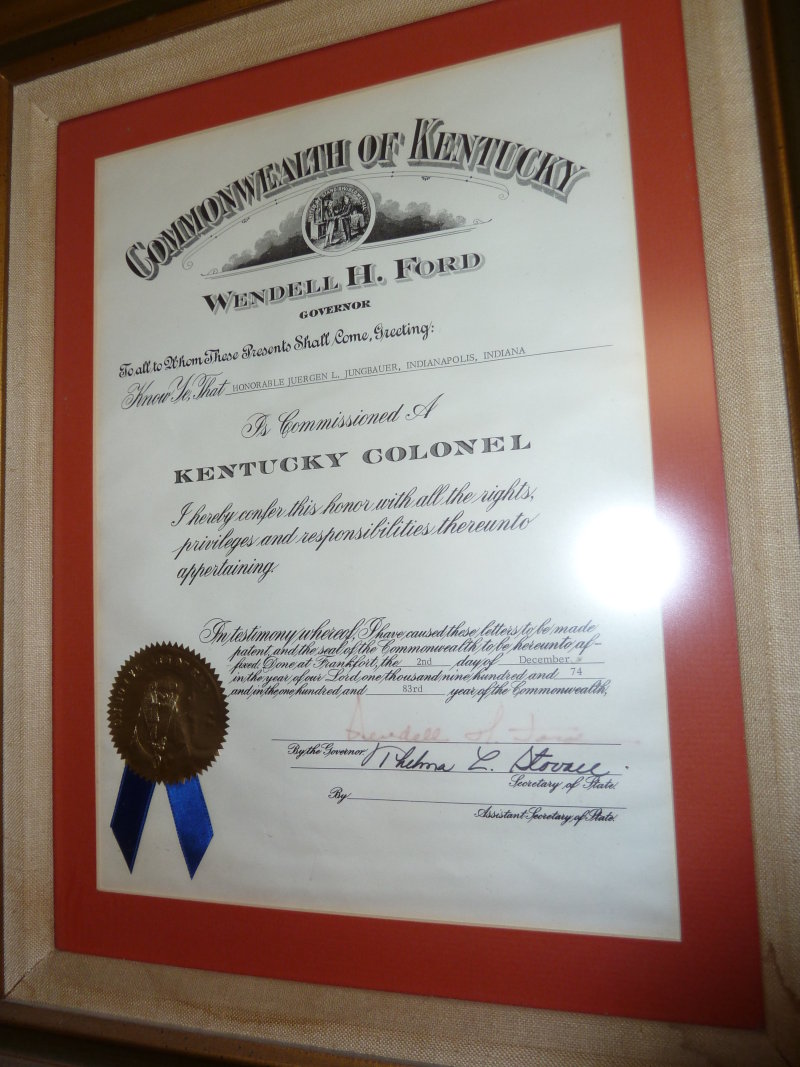 COMMONWEALTH OF KENTUCKY
WENDELL H. FORD
GOVERNOR
To all to Whom These Presents Shall Come, Greeting:
Know Ye, That HONORABLE JUERGEN L. JUNGBAUER, INDIANAPOLIS, INDIANA
Is Commissioned A
KENTUCKY COLONEL
I hereby confer this honor with all the rights,
privileges and responsibilities thereunto
appertaining.
In testimony whereof, I have caused these letters to be made
patent, and the seal of the Commonwealth to be hereunto af-
fixed. Done at Frankfort, the 2nd day of December
in the year of our Lord one thousand nine hundred and 74
and in the one hundred and 83rd year of the Commonwealth.
Wendell H. Ford
By the Governor Thelma L. Stovall
Secretary of State.
By
Assistant Secretary of State.